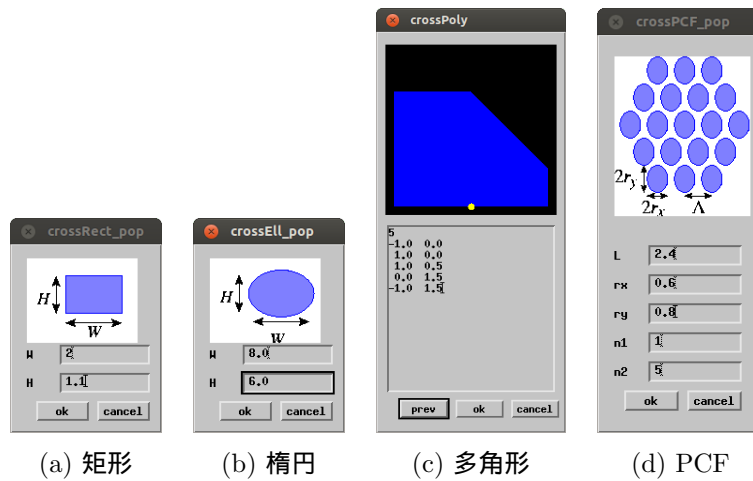 crossRect_pop
H
W
W 2
H 1.1
ok cancel
(a) 矩形
crossEll_pop
H
W
W 8.0
H 6.0
ok cancel
(b) 楕円
crossPoly
5
-1.0 0.0
1.0 0.0
1.0 0.5
0.0 1.5
-1.0 1.5
prev ok cancel
(c) 多角形
crossPCF_pop
2r_y
2r_x Λ
L 2.4
rx 0.6
ry 0.8
n1 1
n2 5
ok cancel
(d) PCF